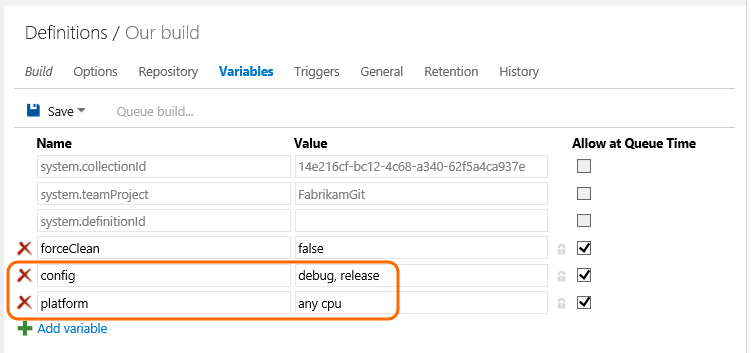 Definitions / Our build
Build Options Repository Variables Triggers General Retention History
Save Queue build...
Name Value Allow at Queue Time
system.collectionId 14e216cf-bc12-4c68-a340-62f5a4ca937e
system.teamProject FabrikamGit
system.definitionId
forceClean false
config debug, release
platform any cpu
Add variable